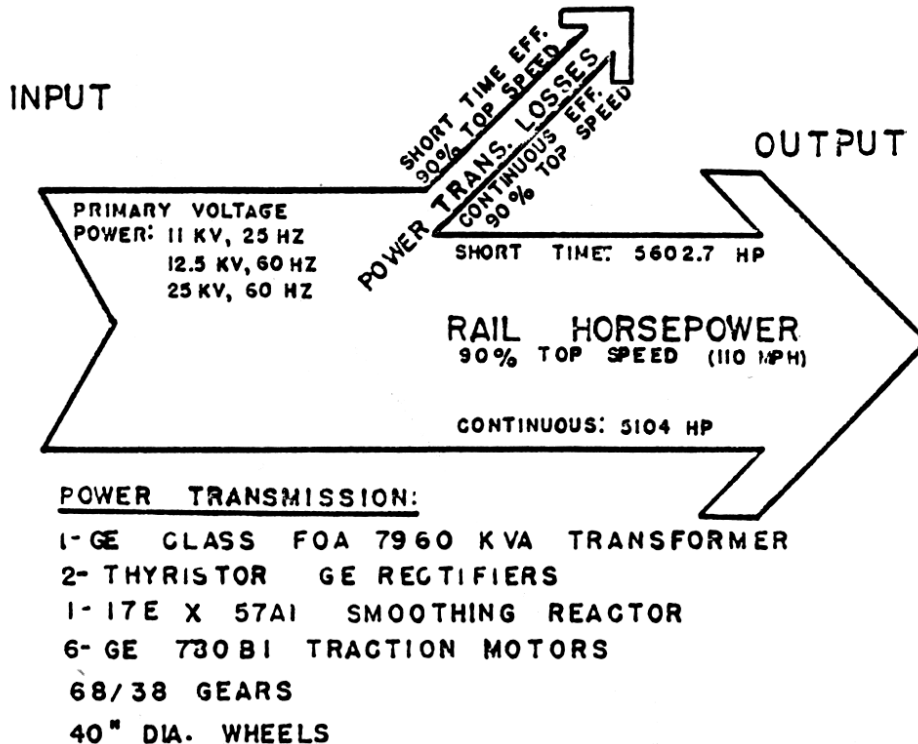 INPUT
SHORT TIME EFF.
90% TOP SPEED
POWER TRANS. LOSSES
CONTINUOUS EFF.
90% TOP SPEED
OUTPUT
PRIMARY VOLTAGE
POWER: 11 KV, 25 HZ
12.5 KV, 60 HZ
25 KV, 60 HZ
SHORT TIME: 5602.7 HP
RAIL HORSEPOWER
90% TOP SPEED (110 MPH)
CONTINUOUS: 5104 HP
POWER TRANSMISSION:
1- GE CLASS FOA 7960 KVA TRANSFORMER
2- THYRISTOR GE RECTIFIERS
1- 17E X 57A1 SMOOTHING REACTOR
6- GE 730B1 TRACTION MOTORS
68/38 GEARS
40" DIA. WHEELS